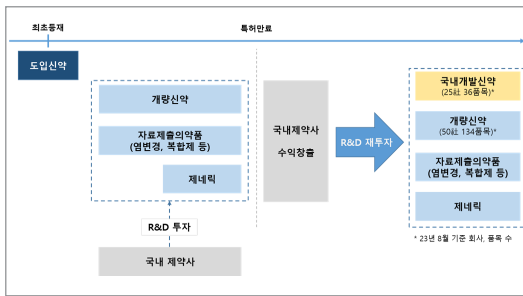 최초등재
특허만료
도입신약
개량신약
자료제출의약품
(염변경, 복합제 등)
제네릭
R&D 투자
국내 제약사
국내제약사
수익창출
R&D 재투자
국내개발신약
(25社 36품목)*
개량신약
(50社 134품목)*
자료제출의약품
(염변경, 복합제 등)
제네릭
* 23년 8월 기준 회사, 품목 수